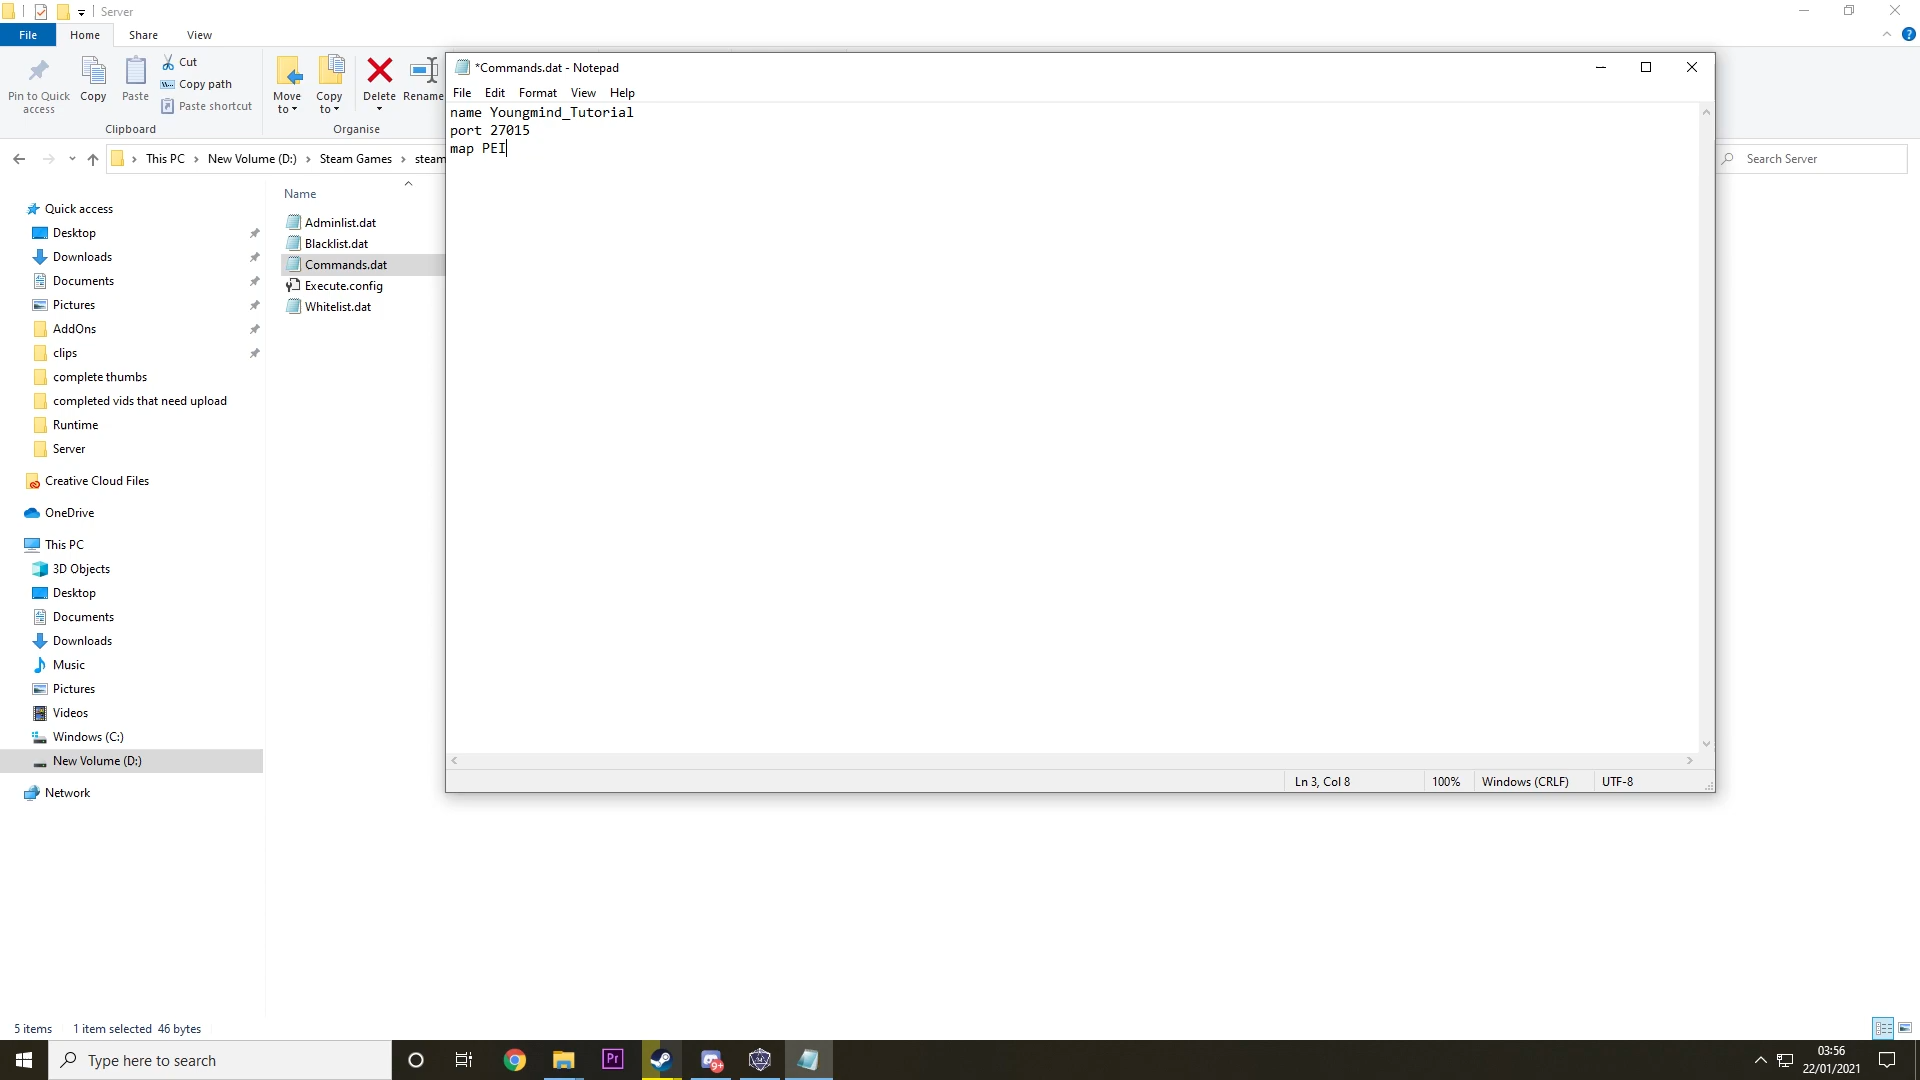 Server
File
Home
Share
View
Pin to Quick access
Copy
Paste
Cut
Copy path
Paste shortcut
Move to
Copy to
Delete
Rename
Clipboard
Organise
This PC
New Volume (D:)
Steam Games
steam
Search Server
Quick access
Desktop
Downloads
Documents
Pictures
AddOns
clips
complete thumbs
completed vids that need upload
Runtime
Server
Creative Cloud Files
OneDrive
This PC
3D Objects
Desktop
Documents
Downloads
Music
Pictures
Videos
Windows (C:)
New Volume (D:)
Network
Name
Adminlist.dat
Blacklist.dat
Commands.dat
Execute.config
Whitelist.dat
*Commands.dat - Notepad
File Edit Format View Help
name Youngmind_Tutorial
port 27015
map PEI
Ln 3, Col 8
100%
Windows (CRLF)
UTF-8
5 items
1 item selected 46 bytes
Type here to search
Pr
9+
03:56
22/01/2021